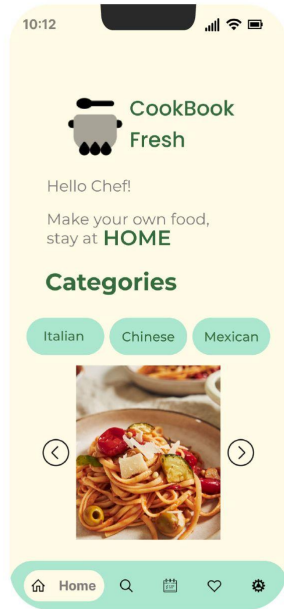 10:12
CookBook
Fresh
Hello Chef!
Make your own food,
stay at HOME
Categories
Italian Chinese Mexican
Home